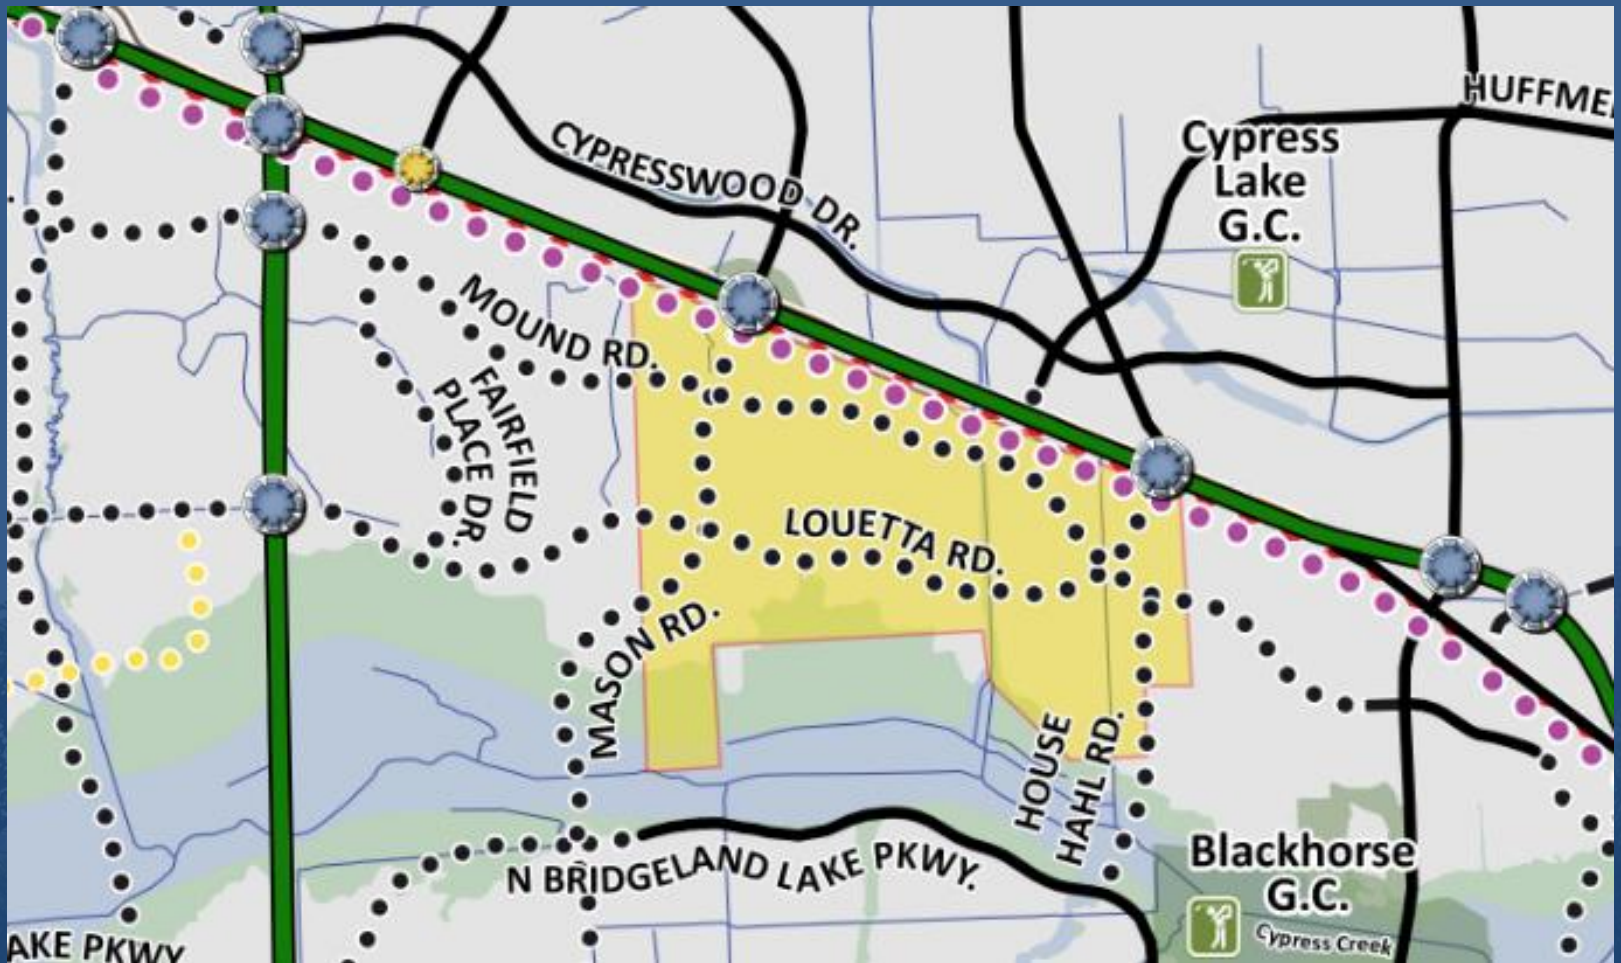 HUFFME
Cypress
Lake
G.C.
CYPRESSWOOD DR.
MOUND RD.
FAIRFIELD
PLACE DR.
LOUETTA RD.
MASON RD.
HOUSE
HAHL RD.
N BRIDGELAND LAKE PKWY.
Blackhorse
G.C.
Cypress Creek
AKE PKWY